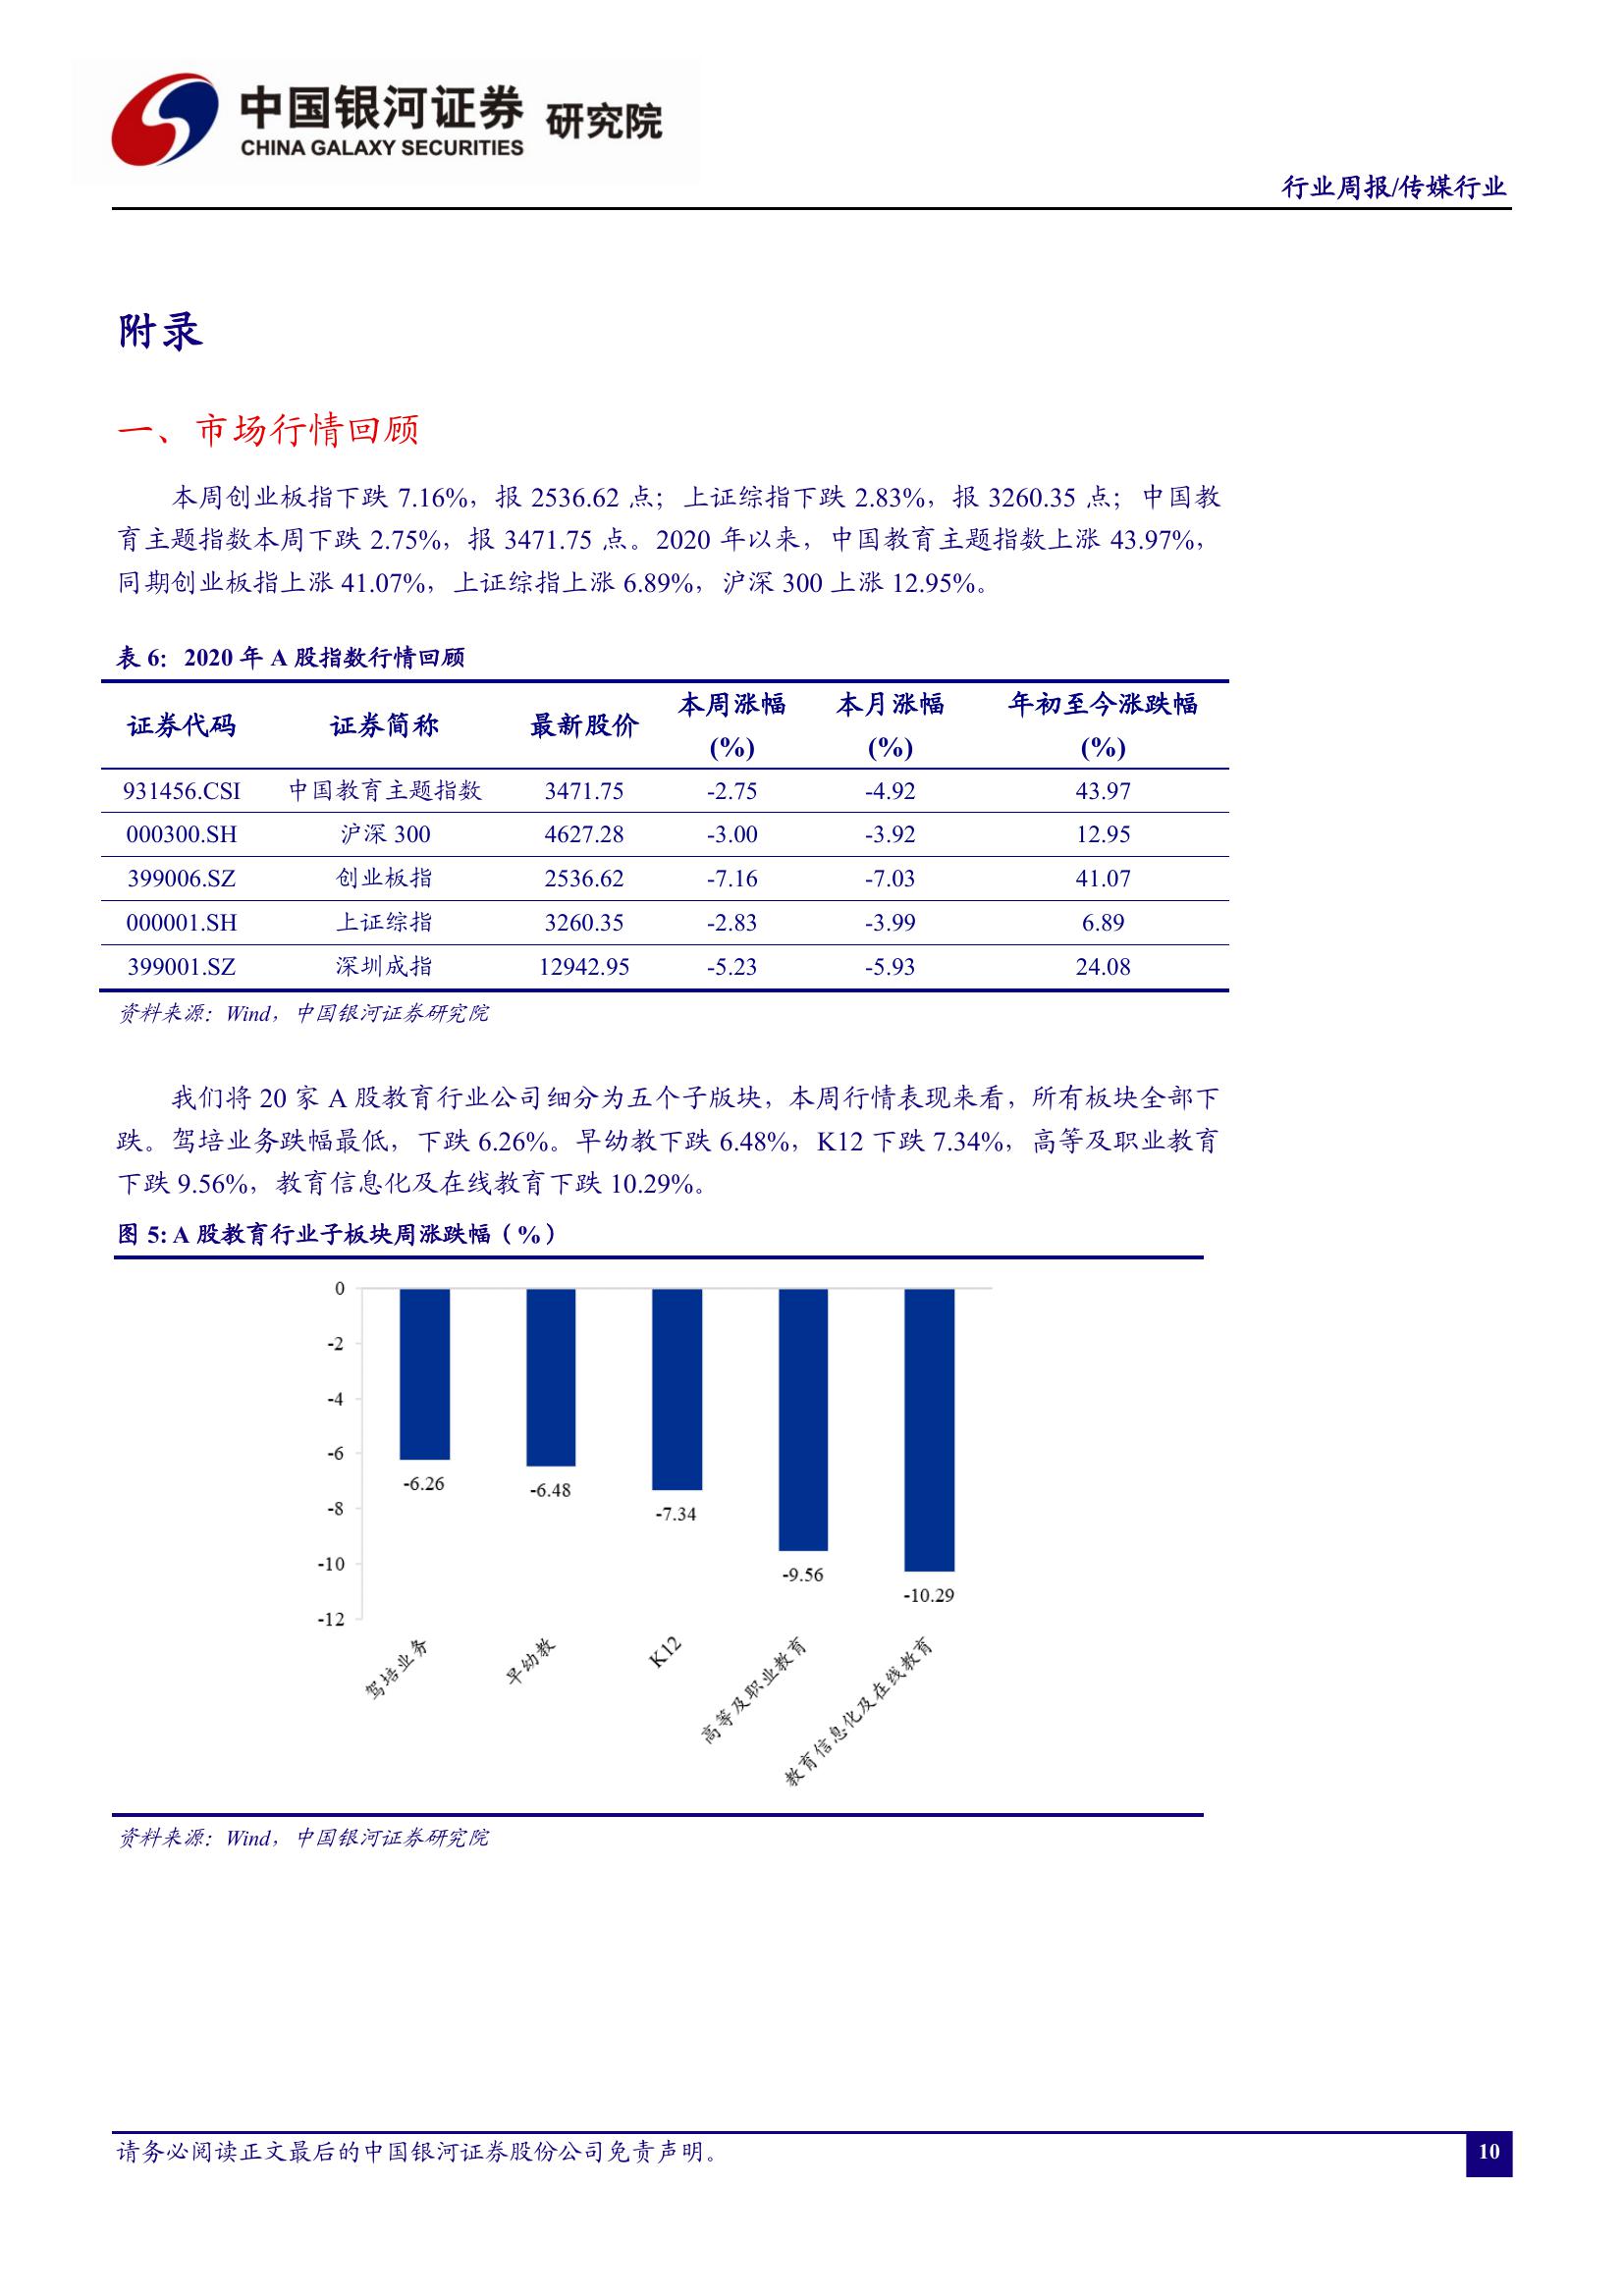 中国银河证券 研究院
CHINA GALAXY SECURITIES
行业周报/传媒行业
附录
一、市场行情回顾
本周创业板指下跌 7.16%，报 2536.62 点；上证综指下跌 2.83%，报 3260.35 点；中国教
育主题指数本周下跌 2.75%，报 3471.75 点。2020 年以来，中国教育主题指数上涨 43.97%，
同期创业板指上涨 41.07%，上证综指上涨 6.89%，沪深 300 上涨 12.95%。
表 6：2020 年 A 股指数行情回顾
证券代码 证券简称 最新股价 本周涨幅 本月涨幅 年初至今涨跌幅
(%) (%) (%)
931456.CSI 中国教育主题指数 3471.75 -2.75 -4.92 43.97
000300.SH 沪深 300 4627.28 -3.00 -3.92 12.95
399006.SZ 创业板指 2536.62 -7.16 -7.03 41.07
000001.SH 上证综指 3260.35 -2.83 -3.99 6.89
399001.SZ 深圳成指 12942.95 -5.23 -5.93 24.08
资料来源：Wind，中国银河证券研究院
我们将 20 家 A 股教育行业公司细分为五个子版块，本周行情表现来看，所有板块全部下
跌。驾培业务跌幅最低，下跌 6.26%。早幼教下跌 6.48%，K12 下跌 7.34%，高等及职业教育
下跌 9.56%，教育信息化及在线教育下跌 10.29%。
图 5: A 股教育行业子板块周涨跌幅（%）
0
-2
-4
-6
-8
-10
-12
-6.26
-6.48
-7.34
-9.56
-10.29
驾培业务
早幼教
K12
高等及职业教育
教育信息化及在线教育
资料来源：Wind，中国银河证券研究院
请务必阅读正文最后的中国银河证券股份公司免责声明。
10